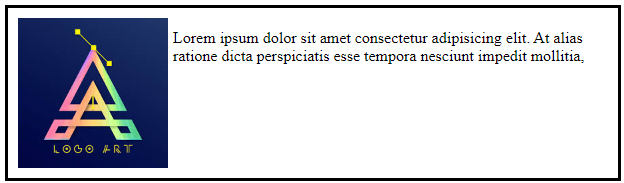 Lorem ipsum dolor sit amet consectetur adipisicing elit. At alias
ratione dicta perspiciatis esse tempora nesciunt impedit mollitia,
LOGO ART